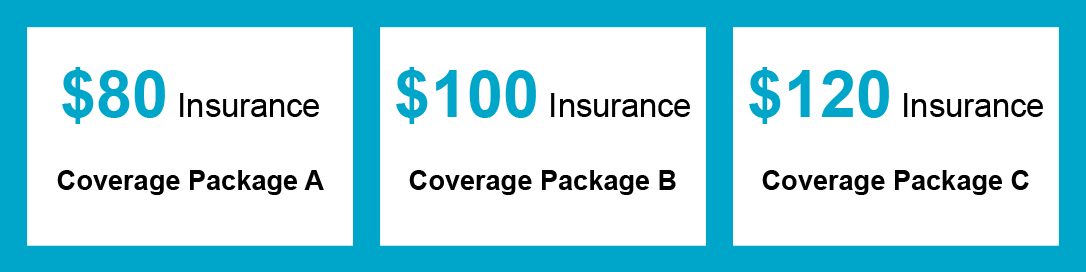 $80 Insurance
Coverage Package A
$100 Insurance
Coverage Package B
$120 Insurance
Coverage Package C